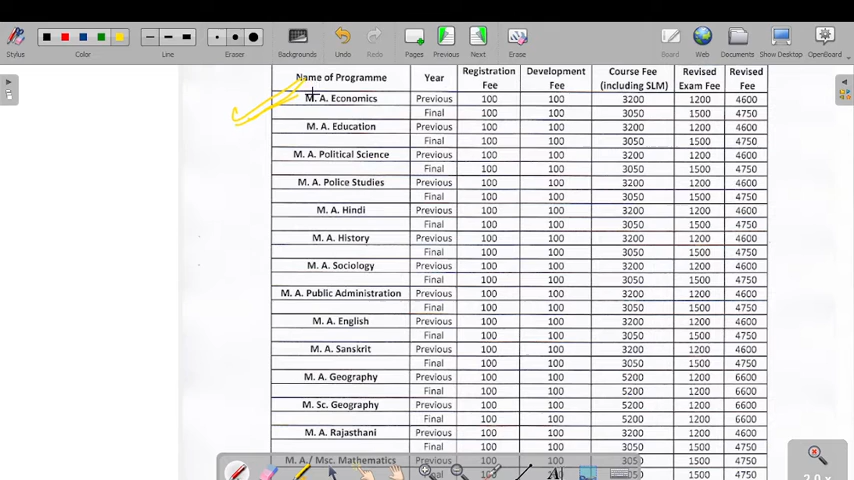 Stylus
Color
Line
Eraser
Backgrounds
Undo
Redo
Pages
Previous
Next
Erase
Board
Web
Documents
Show Desktop
OpenBoard
Name of Programme Year Registration Fee Development Fee Course Fee (including SLM) Revised Exam Fee Revised Fee
M. A. Economics Previous 100 100 3200 1200 4600
Final 100 100 3050 1500 4750
M. A. Education Previous 100 100 3200 1200 4600
Final 100 100 3050 1500 4750
M. A. Political Science Previous 100 100 3200 1200 4600
Final 100 100 3050 1500 4750
M. A. Police Studies Previous 100 100 3200 1200 4600
Final 100 100 3050 1500 4750
M. A. Hindi Previous 100 100 3200 1200 4600
Final 100 100 3050 1500 4750
M. A. History Previous 100 100 3200 1200 4600
Final 100 100 3050 1500 4750
M. A. Sociology Previous 100 100 3200 1200 4600
Final 100 100 3050 1500 4750
M. A. Public Administration Previous 100 100 3200 1200 4600
Final 100 100 3050 1500 4750
M. A. English Previous 100 100 3200 1200 4600
Final 100 100 3050 1500 4750
M. A. Sanskrit Previous 100 100 3200 1200 4600
Final 100 100 3050 1500 4750
M. A. Geography Previous 100 100 5200 1200 6600
Final 100 100 5200 1200 6600
M. Sc. Geography Previous 100 100 5200 1200 6600
Final 100 100 5200 1200 6600
M. A. Rajasthani Previous 100 100 3200 1200 4600
Final 100 100 3050 1500 4750
M. A./ Msc. Mathematics Previous 100 100 3200 1200 4600
1500 4750
2.0 x